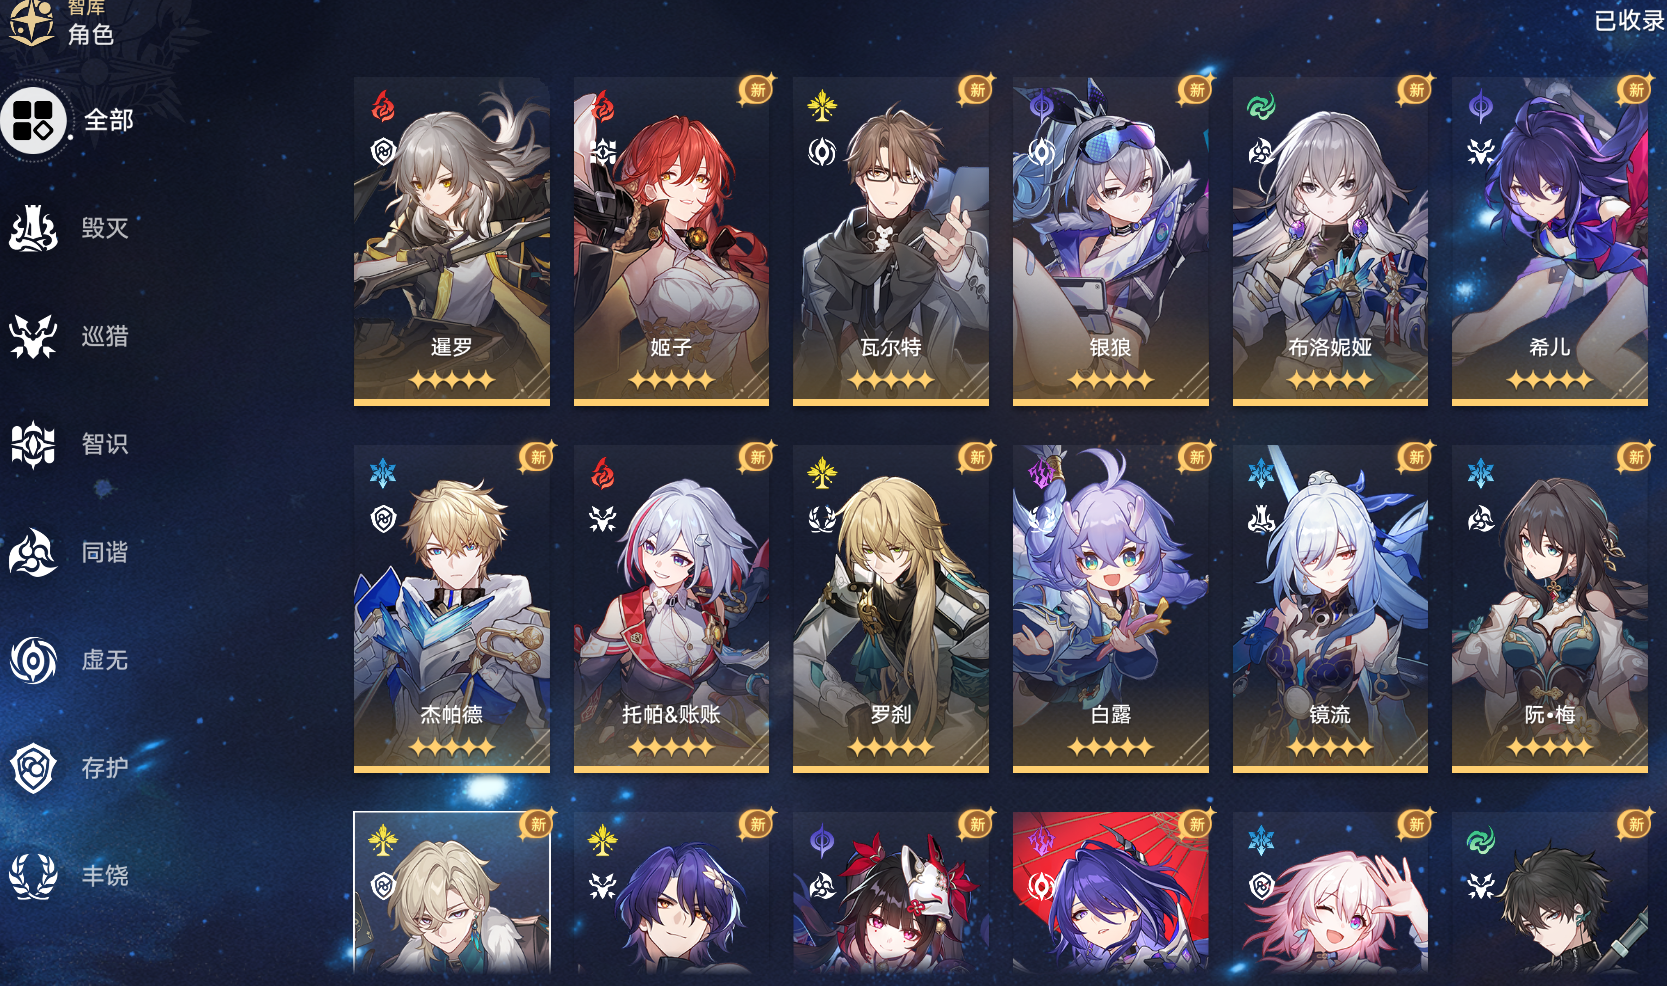 智库
角色
已收录
全部
毁灭
巡猎
智识
同谐
虚无
存护
丰饶
新
新
新
新
新
暹罗
姬子
瓦尔特
银狼
布洛妮娅
希儿
新
新
新
新
新
新
杰帕德
托帕&账账
罗刹
白露
镜流
阮•梅
新
新
新
新
新
新